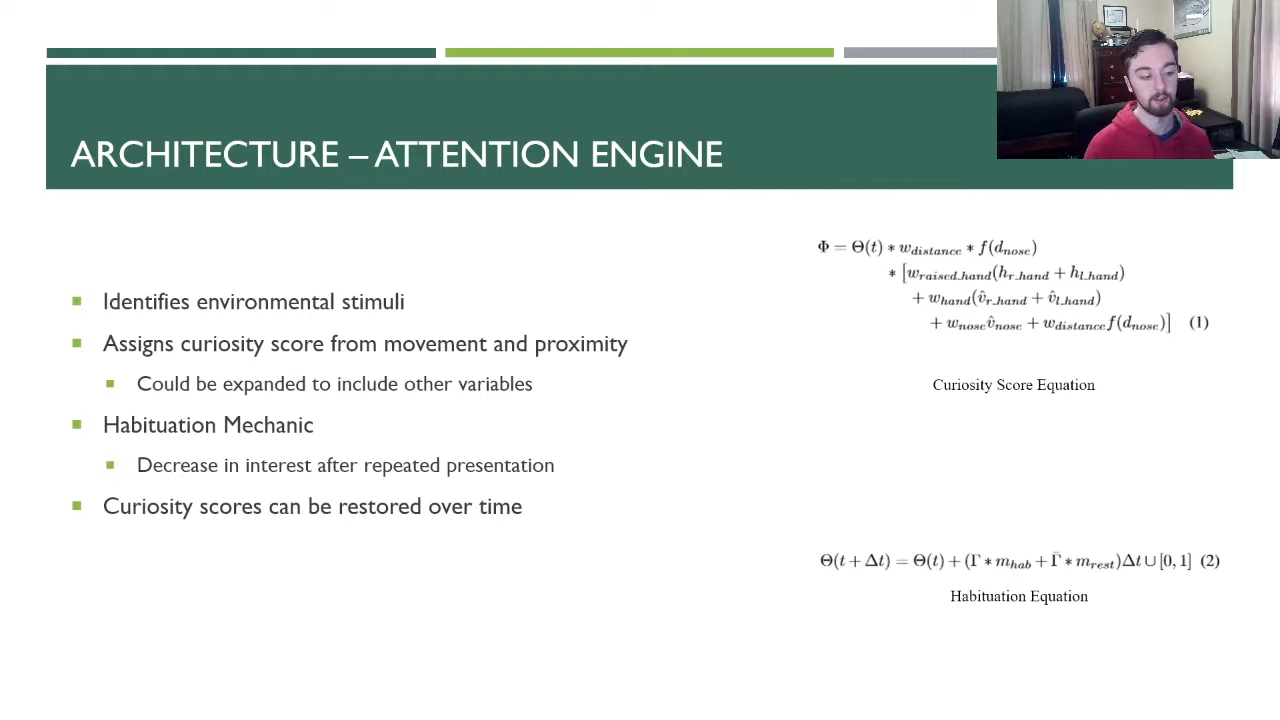 ARCHITECTURE – ATTENTION ENGINE
Identifies environmental stimuli
Assigns curiosity score from movement and proximity
Could be expanded to include other variables
Habituation Mechanic
Decrease in interest after repeated presentation
Curiosity scores can be restored over time
Φ = Θ(t) * w_distance * f(d_nose)
* [w_raised_hand(h_r_hand + h_l_hand)
+ w_hand(v̂_r_hand + v̂_l_hand)
+ w_nose v̂_nose + w_distance f(d_nose)] (1)
Curiosity Score Equation
Θ(t + Δt) = Θ(t) + (Γ * m_hab + Γ̄ * m_rest)Δt ∪ [0, 1] (2)
Habituation Equation